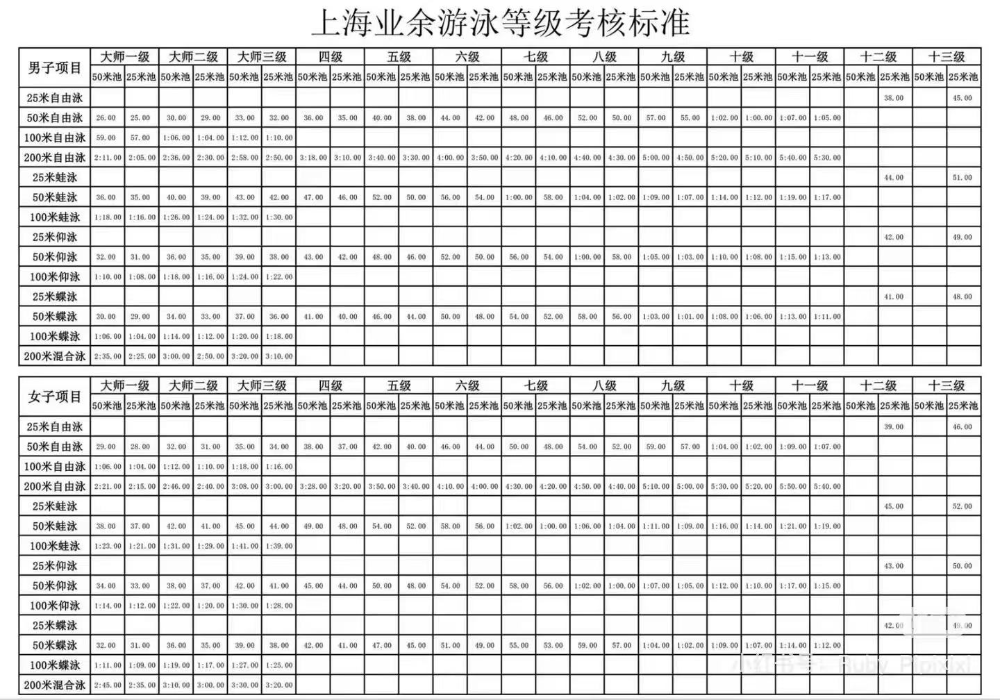 上海业余游泳等级考核标准
男子项目 大师一级 大师二级 大师三级 四级 五级 六级 七级 八级 九级 十级 十一级 十二级 十三级
50米池 25米池 50米池 25米池 50米池 25米池 50米池 25米池 50米池 25米池 50米池 25米池 50米池 25米池 50米池 25米池 50米池 25米池 50米池 25米池 50米池 25米池 50米池 25米池 50米池 25米池
25米自由泳 38.00 45.00
50米自由泳 26.00 25.00 30.00 29.00 33.00 32.00 36.00 35.00 40.00 38.00 44.00 42.00 48.00 46.00 52.00 50.00 57.00 55.00 1:02.00 1:00.00 1:07.00 1:05.00
100米自由泳 59.00 57.00 1:06.00 1:04.00 1:12.00 1:10.00
200米自由泳 2:11.00 2:05.00 2:36.00 2:30.00 2:58.00 2:50.00 3:18.00 3:10.00 3:40.00 3:30.00 4:00.00 3:50.00 4:20.00 4:10.00 4:40.00 4:30.00 5:00.00 4:50.00 5:20.00 5:10.00 5:40.00 5:30.00
25米蛙泳 44.00 51.00
50米蛙泳 36.00 35.00 40.00 39.00 43.00 42.00 47.00 46.00 52.00 50.00 56.00 54.00 1:00.00 58.00 1:04.00 1:02.00 1:09.00 1:07.00 1:14.00 1:12.00 1:19.00 1:17.00
100米蛙泳 1:18.00 1:16.00 1:26.00 1:24.00 1:32.00 1:30.00
25米仰泳 42.00 49.00
50米仰泳 32.00 31.00 36.00 35.00 39.00 38.00 43.00 42.00 48.00 46.00 52.00 50.00 56.00 54.00 1:00.00 58.00 1:05.00 1:03.00 1:10.00 1:08.00 1:15.00 1:13.00
100米仰泳 1:10.00 1:08.00 1:18.00 1:16.00 1:24.00 1:22.00
25米蝶泳 41.00 48.00
50米蝶泳 30.00 29.00 34.00 33.00 37.00 36.00 41.00 40.00 46.00 44.00 50.00 48.00 54.00 52.00 58.00 56.00 1:03.00 1:01.00 1:08.00 1:06.00 1:13.00 1:11.00
100米蝶泳 1:06.00 1:04.00 1:14.00 1:12.00 1:20.00 1:18.00
200米混合泳 2:35.00 2:25.00 3:00.00 2:50.00 3:20.00 3:10.00
女子项目 大师一级 大师二级 大师三级 四级 五级 六级 七级 八级 九级 十级 十一级 十二级 十三级
50米池 25米池 50米池 25米池 50米池 25米池 50米池 25米池 50米池 25米池 50米池 25米池 50米池 25米池 50米池 25米池 50米池 25米池 50米池 25米池 50米池 25米池 50米池 25米池 50米池 25米池
25米自由泳 39.00 46.00
50米自由泳 29.00 28.00 32.00 31.00 35.00 34.00 38.00 37.00 42.00 40.00 46.00 44.00 50.00 48.00 54.00 52.00 59.00 57.00 1:04.00 1:02.00 1:09.00 1:07.00
100米自由泳 1:06.00 1:04.00 1:12.00 1:10.00 1:18.00 1:16.00
200米自由泳 2:21.00 2:15.00 2:46.00 2:40.00 3:08.00 3:00.00 3:28.00 3:20.00 3:50.00 3:40.00 4:10.00 4:00.00 4:30.00 4:20.00 4:50.00 4:40.00 5:10.00 5:00.00 5:30.00 5:20.00 5:50.00 5:40.00
25米蛙泳 45.00 52.00
50米蛙泳 38.00 37.00 42.00 41.00 45.00 44.00 49.00 48.00 54.00 52.00 58.00 56.00 1:02.00 1:00.00 1:06.00 1:04.00 1:11.00 1:09.00 1:16.00 1:14.00 1:21.00 1:19.00
100米蛙泳 1:23.00 1:21.00 1:31.00 1:29.00 1:41.00 1:39.00
25米仰泳 43.00 50.00
50米仰泳 34.00 33.00 38.00 37.00 42.00 41.00 45.00 44.00 50.00 48.00 54.00 52.00 58.00 56.00 1:02.00 1:00.00 1:07.00 1:05.00 1:12.00 1:10.00 1:17.00 1:15.00
100米仰泳 1:14.00 1:12.00 1:22.00 1:20.00 1:30.00 1:28.00
25米蝶泳 42.00 49.00
50米蝶泳 32.00 31.00 36.00 35.00 39.00 38.00 42.00 41.00 47.00 45.00 51.00 49.00 55.00 53.00 59.00 57.00 1:04.00 1:02.00 1:09.00 1:07.00 1:14.00 1:12.00
100米蝶泳 1:11.00 1:09.00 1:19.00 1:17.00 1:27.00 1:25.00
小红书号：Ruby_Pipixixi
200米混合泳 2:45.00 2:35.00 3:10.00 3:00.00 3:30.00 3:20.00